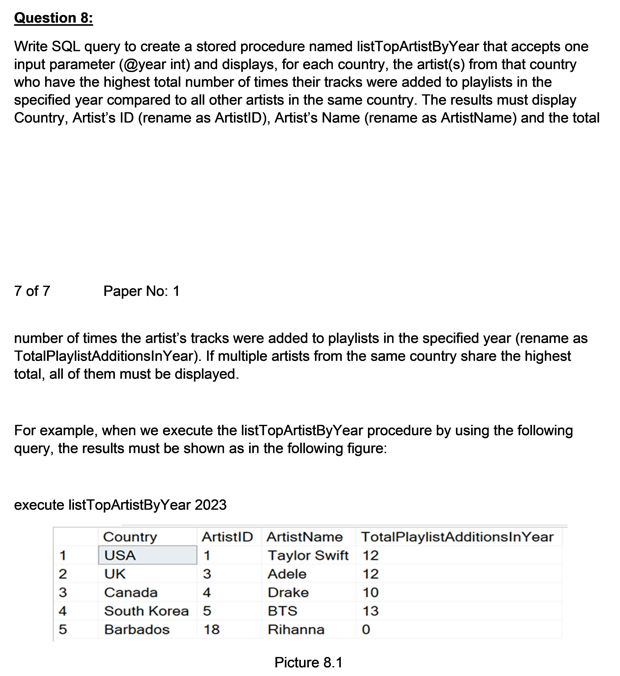 Question 8:
Write SQL query to create a stored procedure named listTopArtistByYear that accepts one
input parameter (@year int) and displays, for each country, the artist(s) from that country
who have the highest total number of times their tracks were added to playlists in the
specified year compared to all other artists in the same country. The results must display
Country, Artist's ID (rename as ArtistID), Artist's Name (rename as ArtistName) and the total
7 of 7 Paper No: 1
number of times the artist's tracks were added to playlists in the specified year (rename as
TotalPlaylistAdditionsInYear). If multiple artists from the same country share the highest
total, all of them must be displayed.
For example, when we execute the listTopArtistByYear procedure by using the following
query, the results must be shown as in the following figure:
execute listTopArtistByYear 2023
Country ArtistID ArtistName TotalPlaylistAdditionsInYear
1 USA 1 Taylor Swift 12
2 UK 3 Adele 12
3 Canada 4 Drake 10
4 South Korea 5 BTS 13
5 Barbados 18 Rihanna 0
Picture 8.1